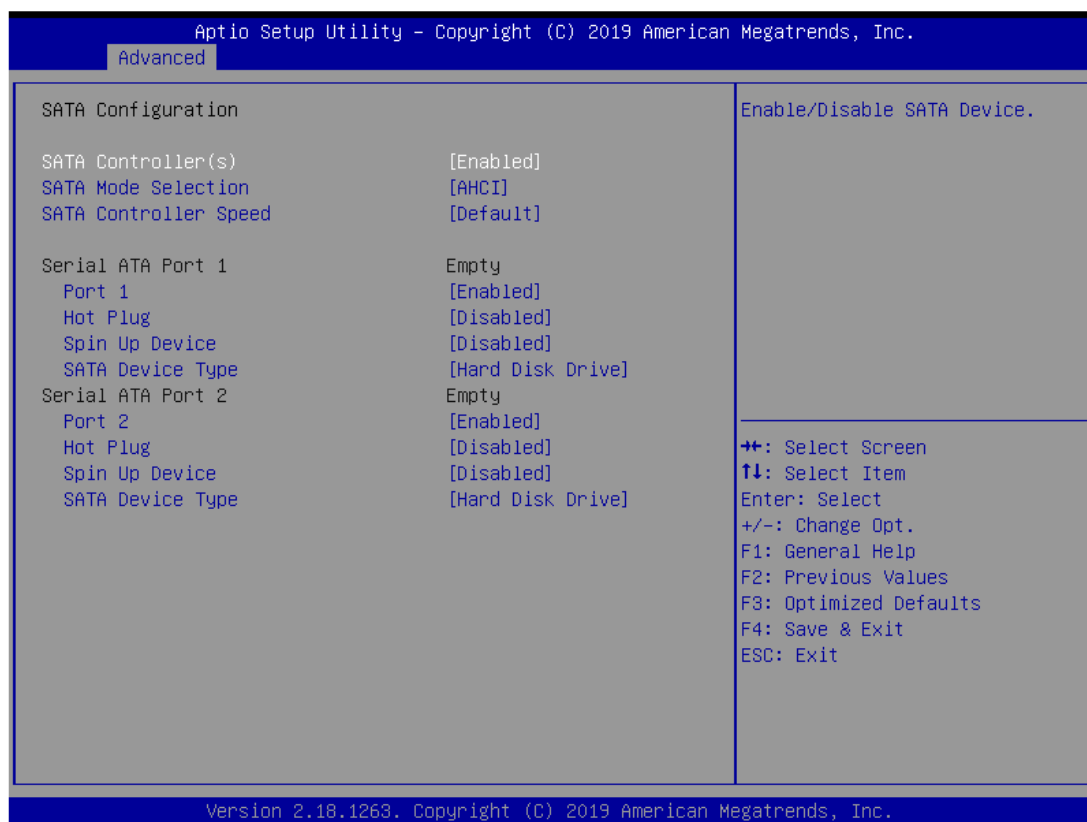 Aptio Setup Utility – Copyright (C) 2019 American Megatrends, Inc.
Advanced
SATA Configuration
SATA Controller(s) [Enabled]
SATA Mode Selection [AHCI]
SATA Controller Speed [Default]
Serial ATA Port 1 Empty
Port 1 [Enabled]
Hot Plug [Disabled]
Spin Up Device [Disabled]
SATA Device Type [Hard Disk Drive]
Serial ATA Port 2 Empty
Port 2 [Enabled]
Hot Plug [Disabled]
Spin Up Device [Disabled]
SATA Device Type [Hard Disk Drive]
Enable/Disable SATA Device.
→←: Select Screen
↑↓: Select Item
Enter: Select
+/-: Change Opt.
F1: General Help
F2: Previous Values
F3: Optimized Defaults
F4: Save & Exit
ESC: Exit
Version 2.18.1263. Copyright (C) 2019 American Megatrends, Inc.